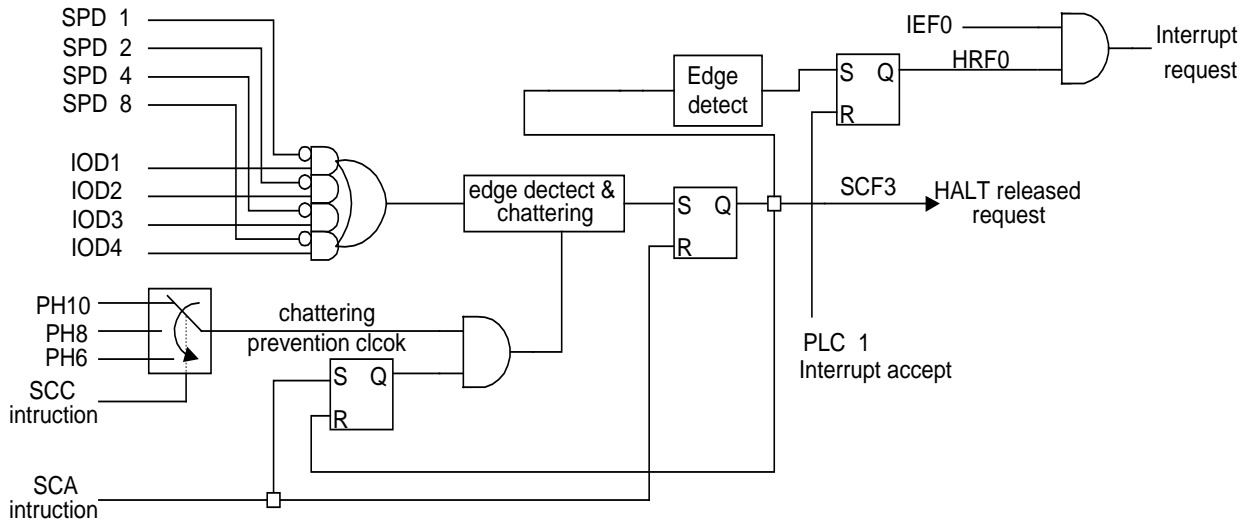 SPD 1
SPD 2
SPD 4
SPD 8
IOD1
IOD2
IOD3
IOD4
PH10
PH8
PH6
SCC
intruction
SCA
intruction
chattering
prevention clcok
S Q
R
edge dectect &
chattering
S Q
R
Edge
detect
S Q
R
IEF0
HRF0
Interrupt
request
SCF3
HALT released
request
PLC 1
Interrupt accept